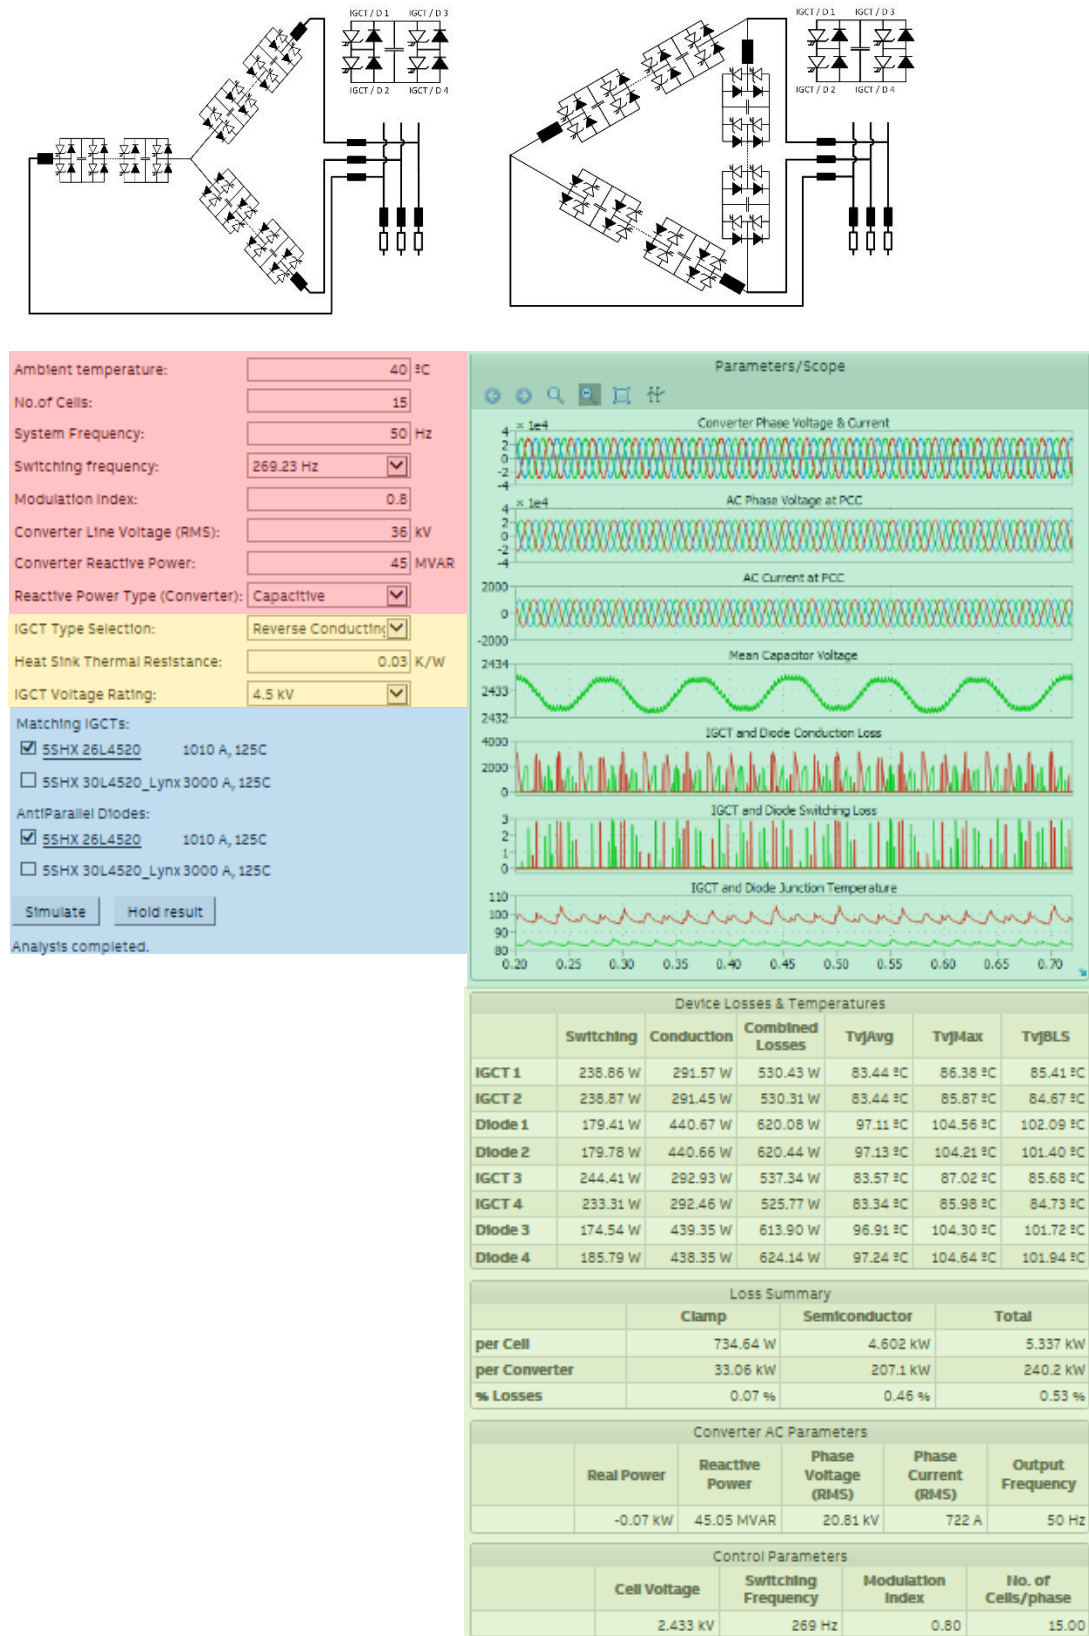 IGCT / D 1 IGCT / D 3
IGCT / D 2 IGCT / D 4
IGCT / D 1 IGCT / D 3
IGCT / D 2 IGCT / D 4
Ambient temperature: 40 ºC
No.of Cells: 15
System Frequency: 50 Hz
Switching frequency: 269.23 Hz
Modulation Index: 0.8
Converter Line Voltage (RMS): 36 kV
Converter Reactive Power: 45 MVAR
Reactive Power Type (Converter): Capacitive
IGCT Type Selection: Reverse Conducting
Heat Sink Thermal Resistance: 0.03 K/W
IGCT Voltage Rating: 4.5 kV
Matching IGCTs:
5SHX 26L4520 1010 A, 125C
5SHX 30L4520_Lynx 3000 A, 125C
AntiParallel Diodes:
5SHX 26L4520 1010 A, 125C
5SHX 30L4520_Lynx 3000 A, 125C
Simulate Hold result
Analysis completed.
Parameters/Scope
× 1e4 Converter Phase Voltage & Current
4
2
0
-2
-4
× 1e4 AC Phase Voltage at PCC
4
2
0
-2
-4
AC Current at PCC
2000
0
-2000
Mean Capacitor Voltage
2434
2433
2432
IGCT and Diode Conduction Loss
4000
2000
0
IGCT and Diode Switching Loss
3
2
1
0
IGCT and Diode Junction Temperature
110
100
90
80
0.20 0.25 0.30 0.35 0.40 0.45 0.50 0.55 0.60 0.65 0.70
Device Losses & Temperatures
Switching Conduction Combined Losses TvjAvg TvjMax TvjBLS
IGCT 1 238.86 W 291.57 W 530.43 W 83.44 ºC 86.38 ºC 85.41 ºC
IGCT 2 238.87 W 291.45 W 530.31 W 83.44 ºC 85.87 ºC 84.67 ºC
Diode 1 179.41 W 440.67 W 620.08 W 97.11 ºC 104.56 ºC 102.09 ºC
Diode 2 179.78 W 440.66 W 620.44 W 97.13 ºC 104.21 ºC 101.40 ºC
IGCT 3 244.41 W 292.93 W 537.34 W 83.57 ºC 87.02 ºC 85.68 ºC
IGCT 4 233.31 W 292.46 W 525.77 W 83.34 ºC 85.98 ºC 84.73 ºC
Diode 3 174.54 W 439.35 W 613.90 W 96.91 ºC 104.30 ºC 101.72 ºC
Diode 4 185.79 W 438.35 W 624.14 W 97.24 ºC 104.64 ºC 101.94 ºC
Loss Summary
Clamp Semiconductor Total
per Cell 734.64 W 4.602 kW 5.337 kW
per Converter 33.06 kW 207.1 kW 240.2 kW
% Losses 0.07 % 0.46 % 0.53 %
Converter AC Parameters
Real Power Reactive Power Phase Voltage (RMS) Phase Current (RMS) Output Frequency
-0.07 kW 45.05 MVAR 20.81 kV 722 A 50 Hz
Control Parameters
Cell Voltage Switching Frequency Modulation Index No. of Cells/phase
2.433 kV 269 Hz 0.80 15.00